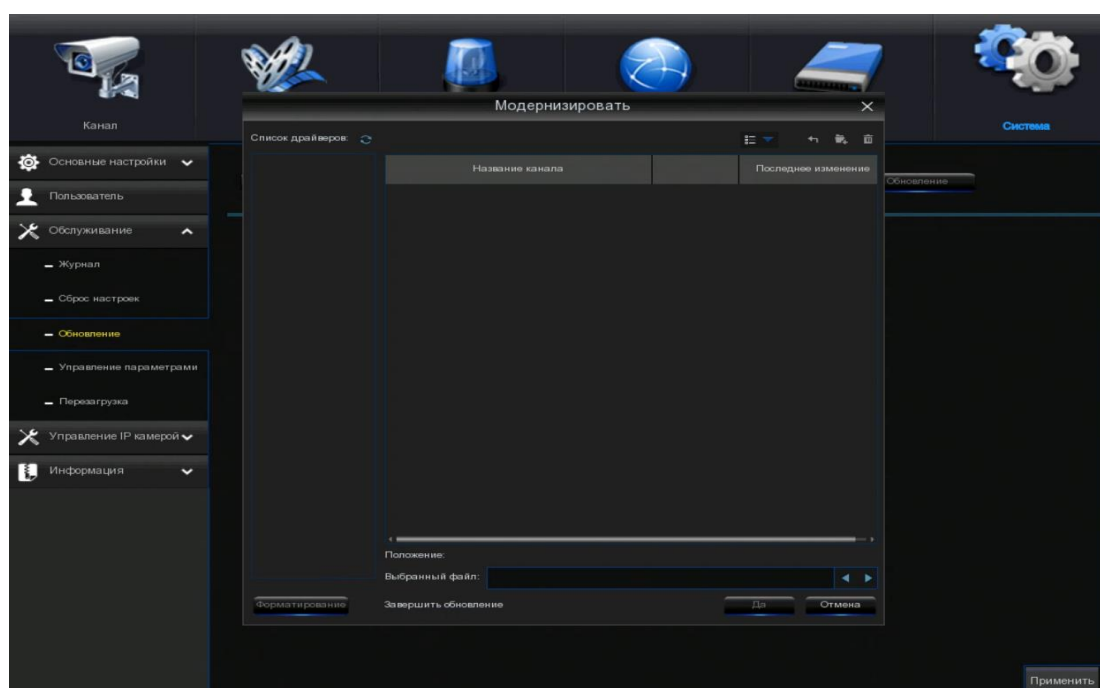 Модернизировать
Канал
Система
Список драйверов:
Название канала
Последнее изменение
Основные настройки
Обновление
Пользователь
Обслуживание
Журнал
Сброс настроек
Обновление
Управление параметрами
Перезагрузка
Управление IP камерой
Информация
Положение:
Выбранный файл:
Форматирование
Завершить обновление
Да
Отмена
Применить